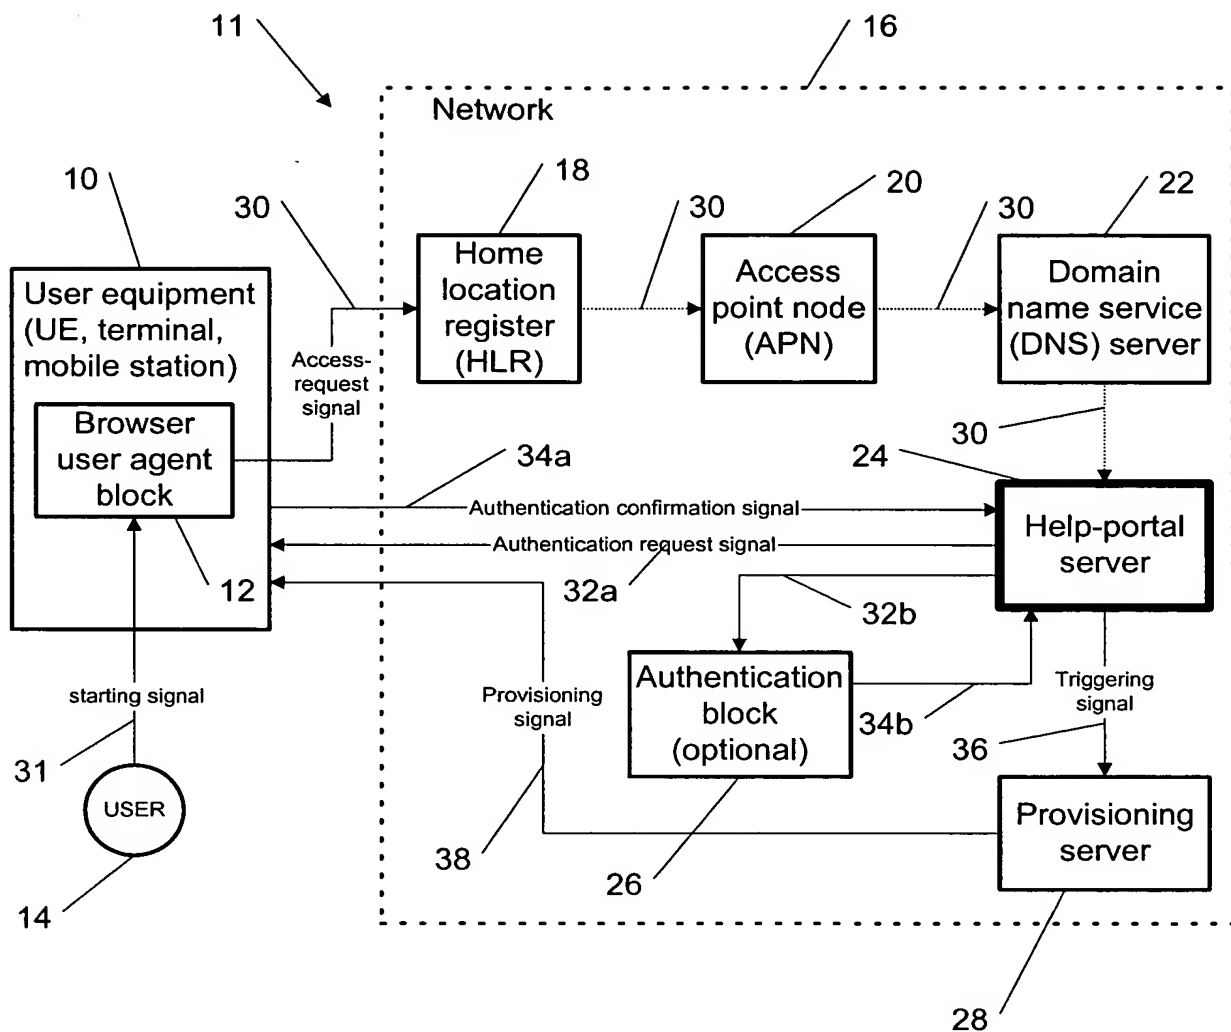 11
16
Network
10
30
18
30
20
30
22
User equipment
(UE, terminal,
mobile station)
Home
location
register
(HLR)
Access
point node
(APN)
Domain
name service
(DNS) server
Access-
request
signal
Browser
user agent
block
30
34a
24
Authentication confirmation signal
Help-portal
server
Authentication request signal
12
32a
32b
Authentication
block
(optional)
starting signal
Provisioning
signal
34b
Triggering
signal
31
36
USER
Provisioning
server
38
26
14
28